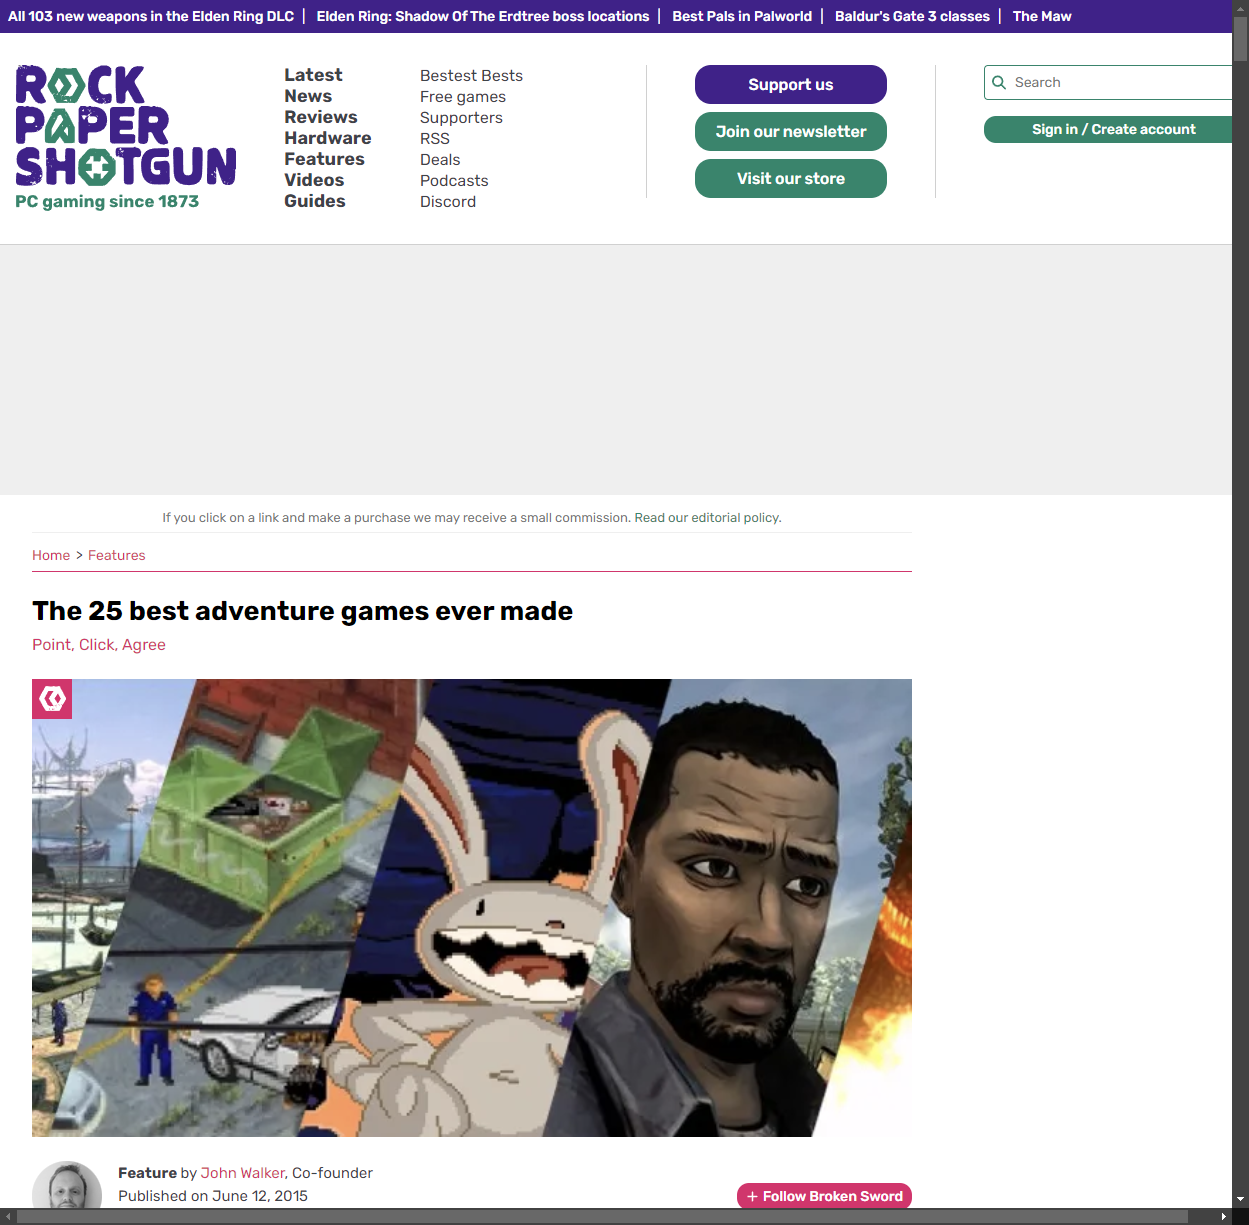 All 103 new weapons in the Elden Ring DLC | Elden Ring: Shadow Of The Erdtree boss locations | Best Pals in Palworld | Baldur's Gate 3 classes | The Maw
ROCK
PAPER
SHOTGUN
PC gaming since 1873
Latest
News
Reviews
Hardware
Features
Videos
Guides
Bestest Bests
Free games
Supporters
RSS
Deals
Podcasts
Discord
Support us
Join our newsletter
Visit our store
Search
Sign in / Create account
If you click on a link and make a purchase we may receive a small commission. Read our editorial policy.
Home > Features
The 25 best adventure games ever made
Point, Click, Agree
Feature by John Walker, Co-founder
Published on June 12, 2015
+ Follow Broken Sword